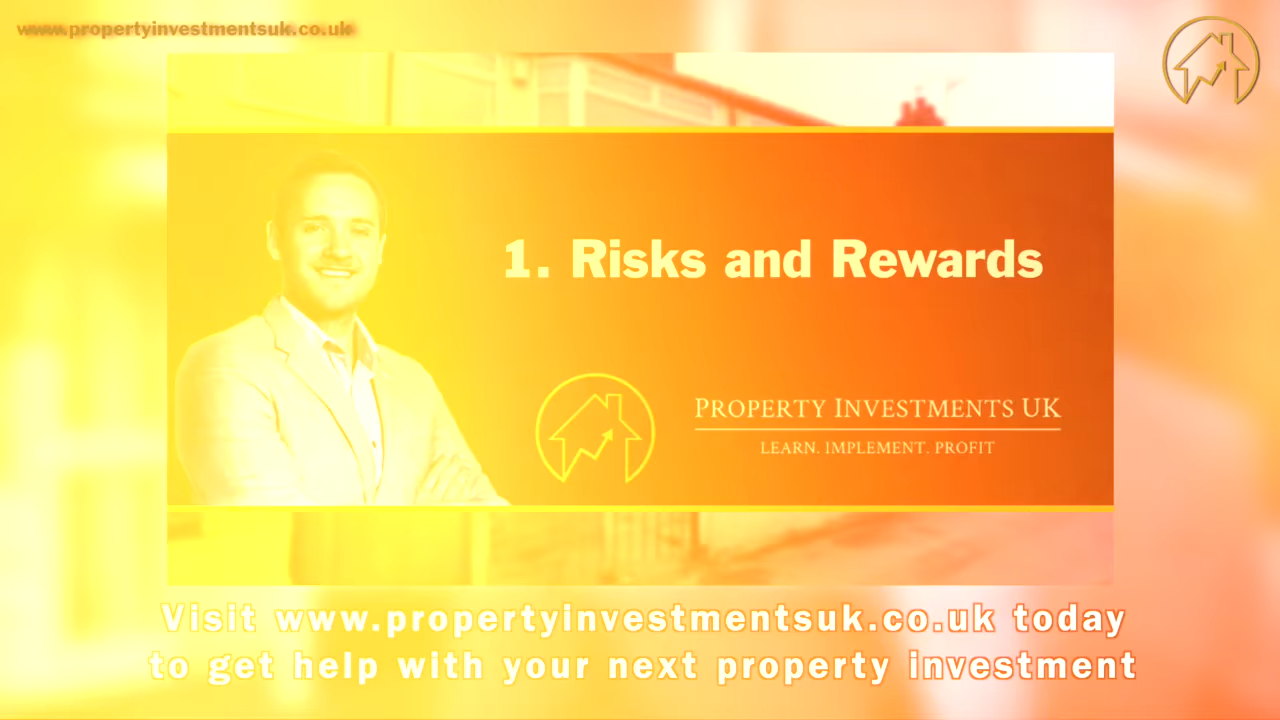 www.propertyinvestmentsuk.co.uk
1. Risks and Rewards
PROPERTY INVESTMENTS UK
LEARN. IMPLEMENT. PROFIT
Visit www.propertyinvestmentsuk.co.uk today
to get help with your next property investment